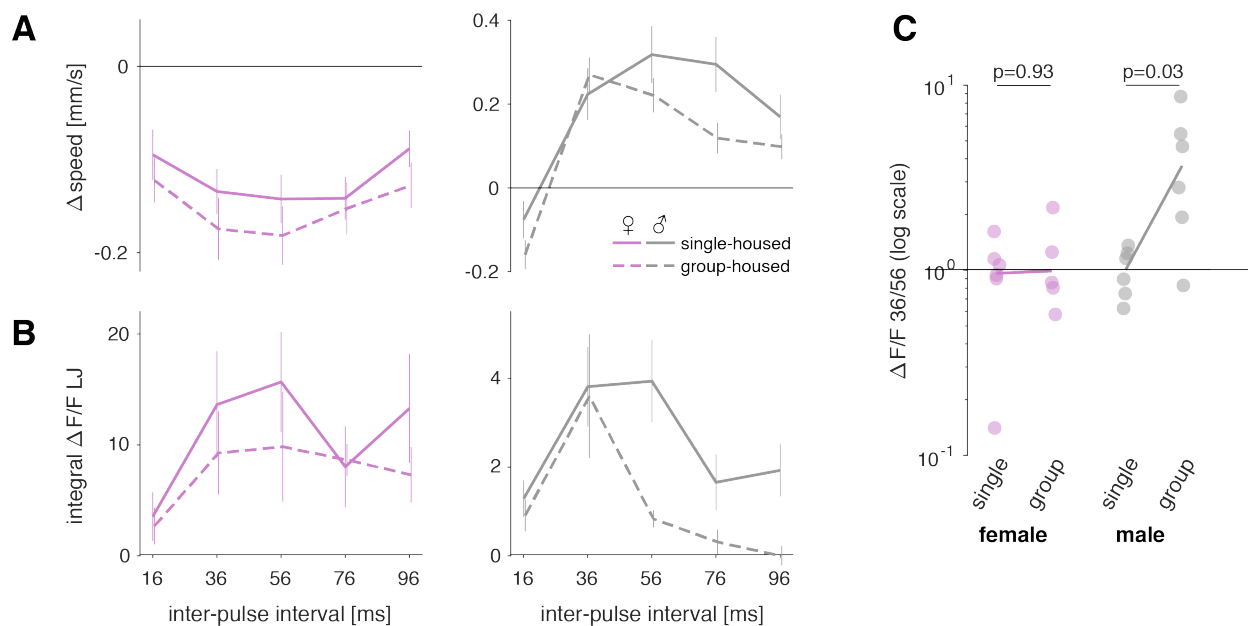 A
Δ speed [mm/s]
0
-0.2
0.4
0.2
0
-0.2
♀ ♂
single-housed
group-housed
B
integral ΔF/F LJ
20
10
0
16 36 56 76 96
inter-pulse interval [ms]
4
2
0
16 36 56 76 96
inter-pulse interval [ms]
C
ΔF/F 36/56 (log scale)
p=0.93 p=0.03
10¹
10⁰
10⁻¹
single group single group
female male